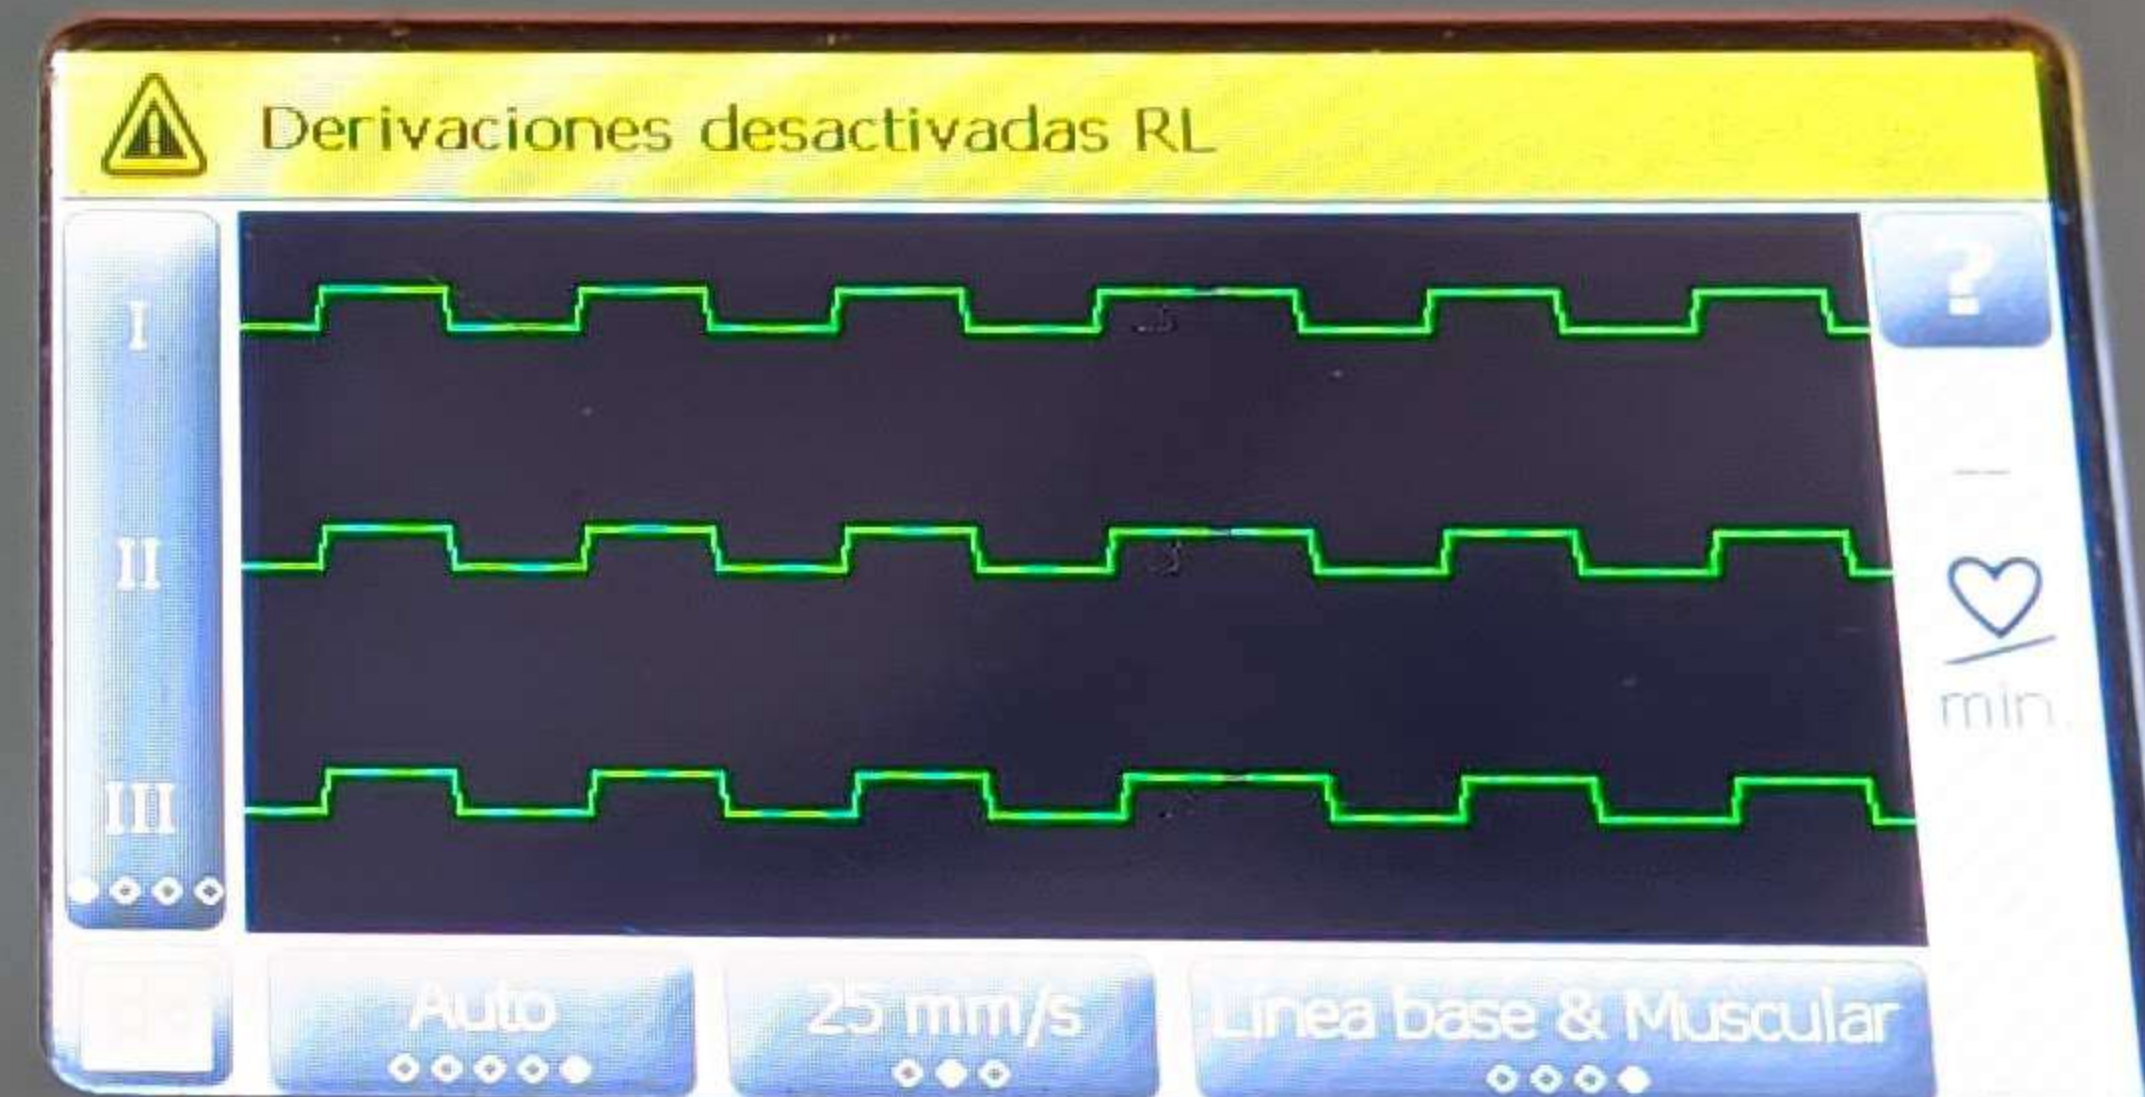 Derivaciones desactivadas RL
I
?
II
III
min
Auto
25 mm/s
Línea base & Muscular